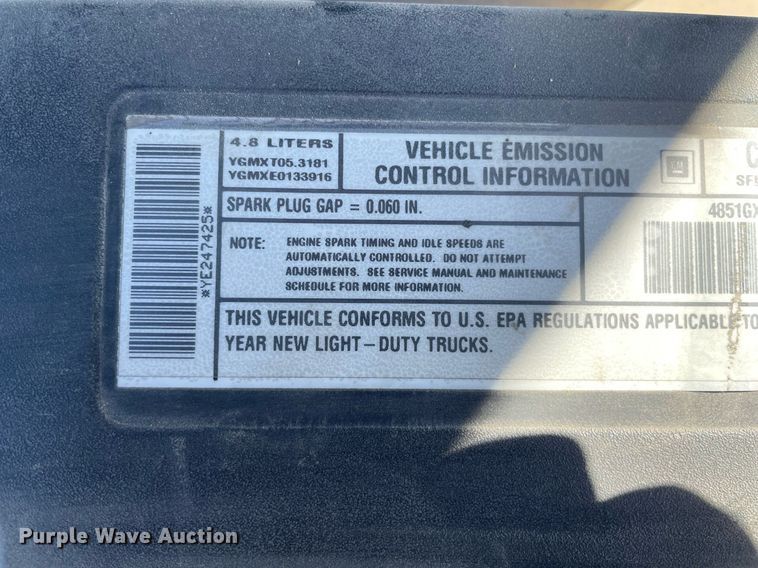 4.8 LITERS
YGMXT05.3181
YGMXE0133916
VEHICLE EMISSION
CONTROL INFORMATION
GM
SPARK PLUG GAP = 0.060 IN.
4851GX
NOTE: ENGINE SPARK TIMING AND IDLE SPEEDS ARE
AUTOMATICALLY CONTROLLED. DO NOT ATTEMPT
ADJUSTMENTS. SEE SERVICE MANUAL AND MAINTENANCE
SCHEDULE FOR MORE INFORMATION.
*YE247425*
THIS VEHICLE CONFORMS TO U.S. EPA REGULATIONS APPLICABLE TO
YEAR NEW LIGHT-DUTY TRUCKS.
Purple Wave Auction